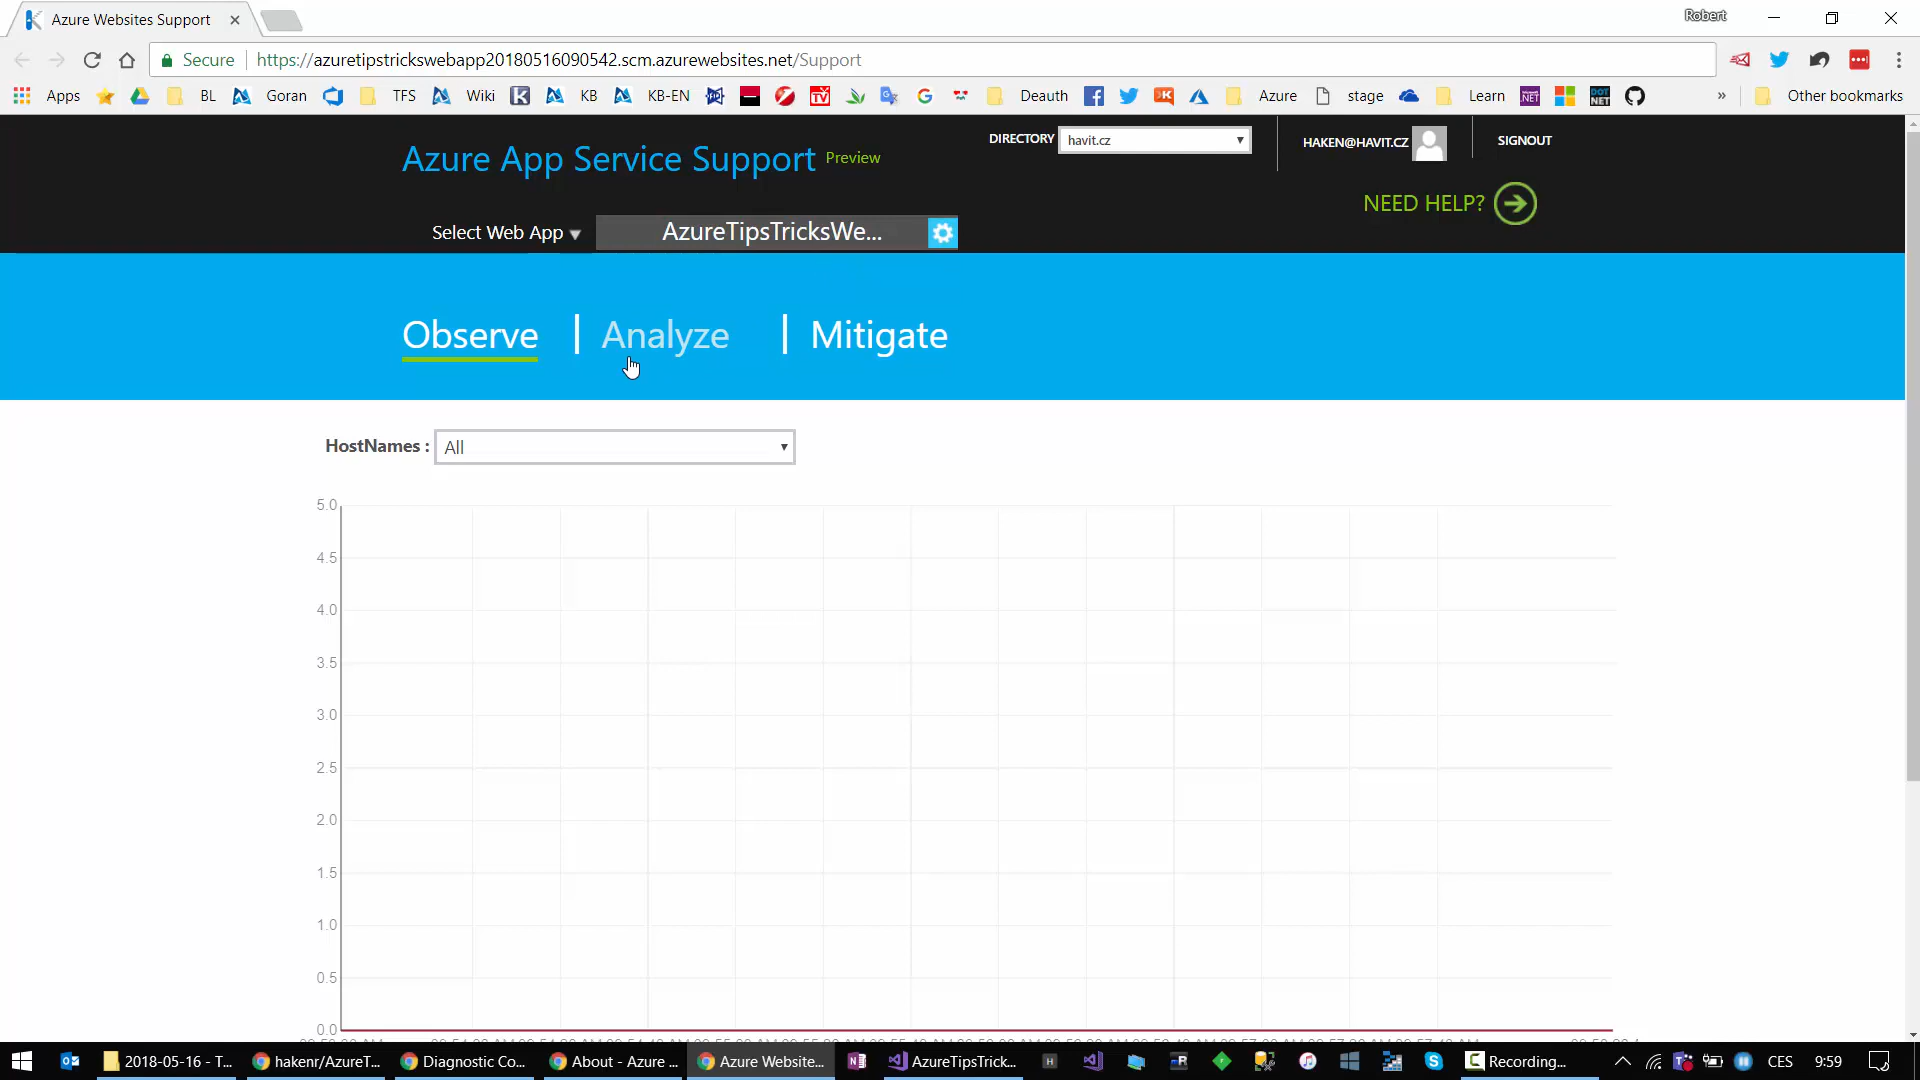 Azure Websites Support
Robert
Secure
https://azuretipstrickswebapp20180516090542.scm.azurewebsites.net/Support
Apps BL Goran TFS Wiki KB KB-EN Deauth Azure stage Learn » Other bookmarks
Azure App Service Support Preview
DIRECTORY havit.cz HAKEN@HAVIT.CZ SIGNOUT
NEED HELP?
Select Web App AzureTipsTricksWe...
Observe | Analyze | Mitigate
HostNames : All
5.0
4.5
4.0
3.5
3.0
2.5
2.0
1.5
1.0
0.5
0.0
2018-05-16 - T... hakenr/AzureT... Diagnostic Co... About - Azure ... Azure Website... AzureTipsTrick... Recording... CES 9:59